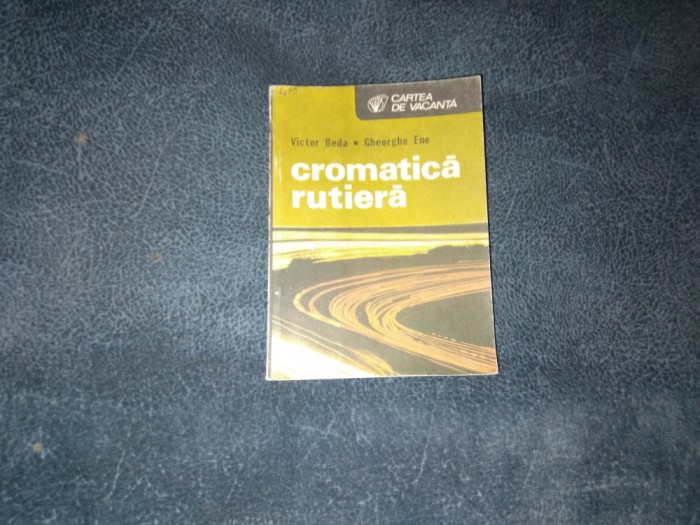 CARTEA
DE VACANȚĂ
Victor Beda • Gheorghe Ene
cromatică
rutieră